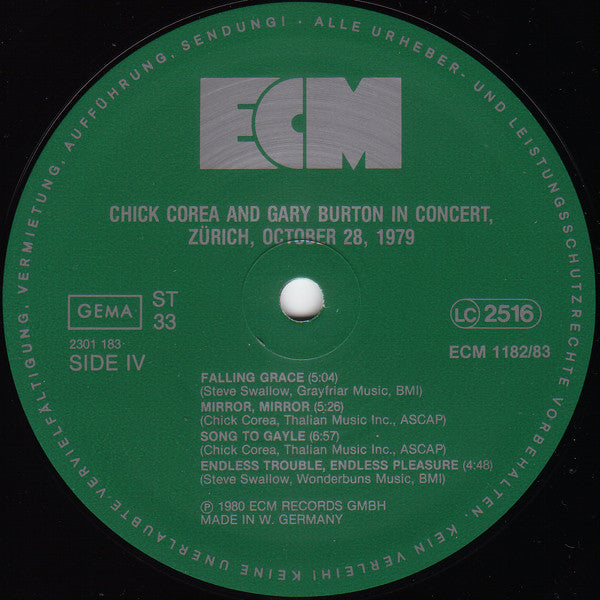 ALLE URHEBER- UND LEISTUNGSSCHUTZRECHTE VORBEHALTEN. KEIN VERLEIH! KEINE UNERLAUBTE VERVIELFÄLTIGUNG, VERMIETUNG, AUFFÜHRUNG, SENDUNG! ·
ECM
CHICK COREA AND GARY BURTON IN CONCERT,
ZÜRICH, OCTOBER 28, 1979
GEMA
ST
33
LC 2516
2301 183
SIDE IV
ECM 1182/83
FALLING GRACE (5:04)
(Steve Swallow, Grayfriar Music, BMI)
MIRROR, MIRROR (5:26)
(Chick Corea, Thalian Music Inc., ASCAP)
SONG TO GAYLE (6:57)
(Chick Corea, Thalian Music Inc., ASCAP)
ENDLESS TROUBLE, ENDLESS PLEASURE (4:48)
(Steve Swallow, Wonderbuns Music, BMI)
Ⓟ 1980 ECM RECORDS GMBH
MADE IN W. GERMANY